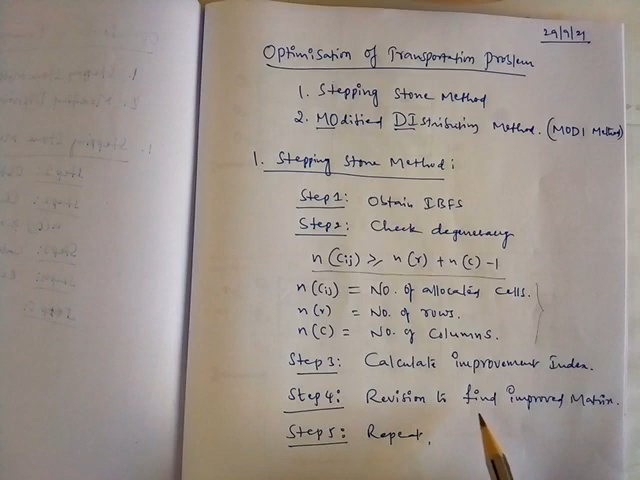 29/9/21
Optimisation of Transportation Problem
1. Stepping Stone Method
2. MOdified DIstributing Method. (MODI Method)
1. Stepping Stone Method:
Step 1: Obtain IBFS
Step 2: Check degeneracy
n(Cij) ≥ n(r) + n(c) - 1
n(Cij) = No. of allocated cells.
n(r) = No. of rows.
n(C) = No. of Columns.
Step 3: Calculate improvement Index.
Step 4: Revision to find improved Matrix.
Step 5: Repeat.